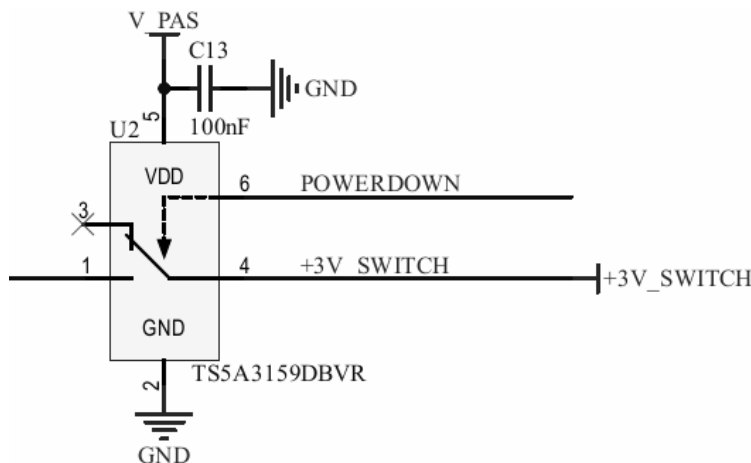 V_PAS
C13
GND
100nF
5
U2
VDD
6
POWERDOWN
3
1
4
+3V_SWITCH
+3V_SWITCH
GND
TS5A3159DBVR
2
GND